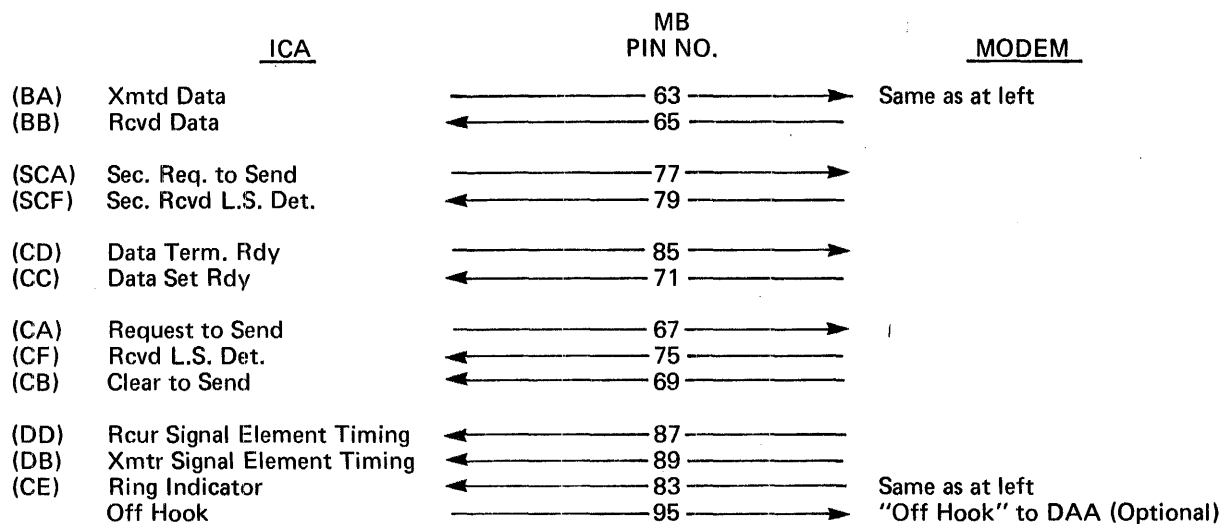 MB
ICA PIN NO. MODEM
(BA) Xmtd Data 63 Same as at left
(BB) Rcvd Data 65
(SCA) Sec. Req. to Send 77
(SCF) Sec. Rcvd L.S. Det. 79
(CD) Data Term. Rdy 85
(CC) Data Set Rdy 71
(CA) Request to Send 67
(CF) Rcvd L.S. Det. 75
(CB) Clear to Send 69
(DD) Rcur Signal Element Timing 87
(DB) Xmtr Signal Element Timing 89
(CE) Ring Indicator 83 Same as at left
Off Hook 95 "Off Hook" to DAA (Optional)